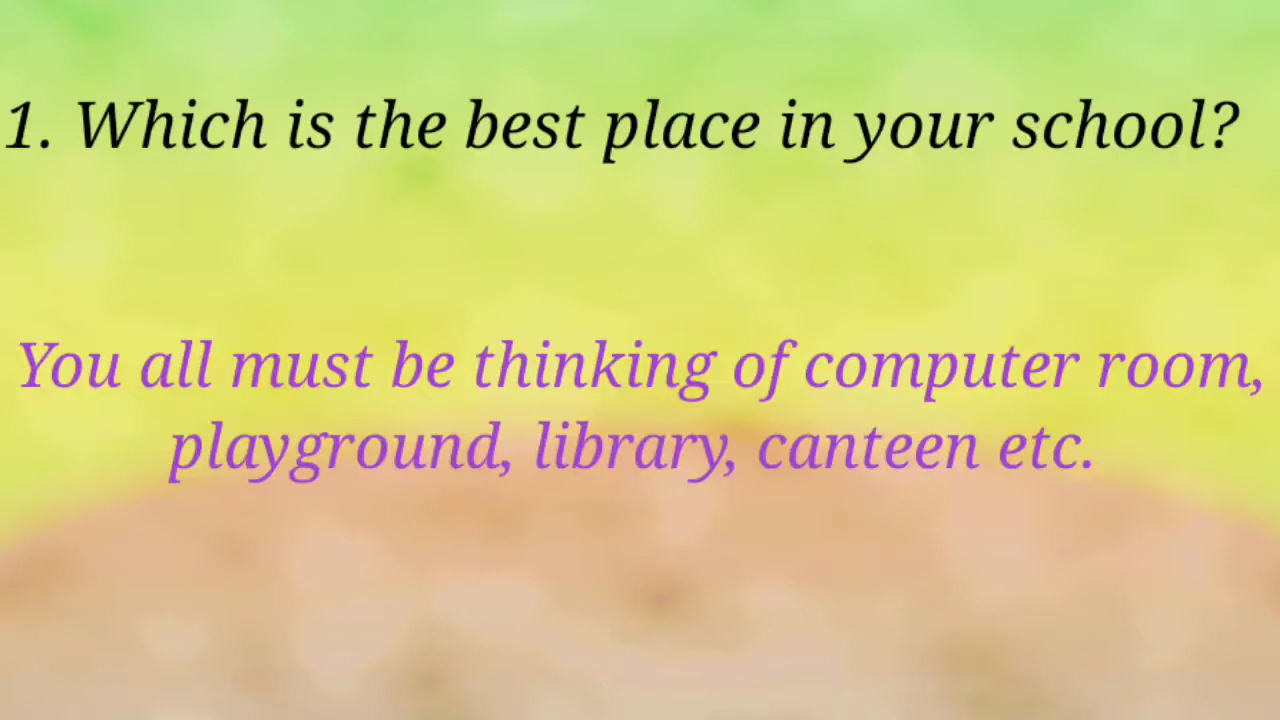 1. Which is the best place in your school?
You all must be thinking of computer room,
playground, library, canteen etc.